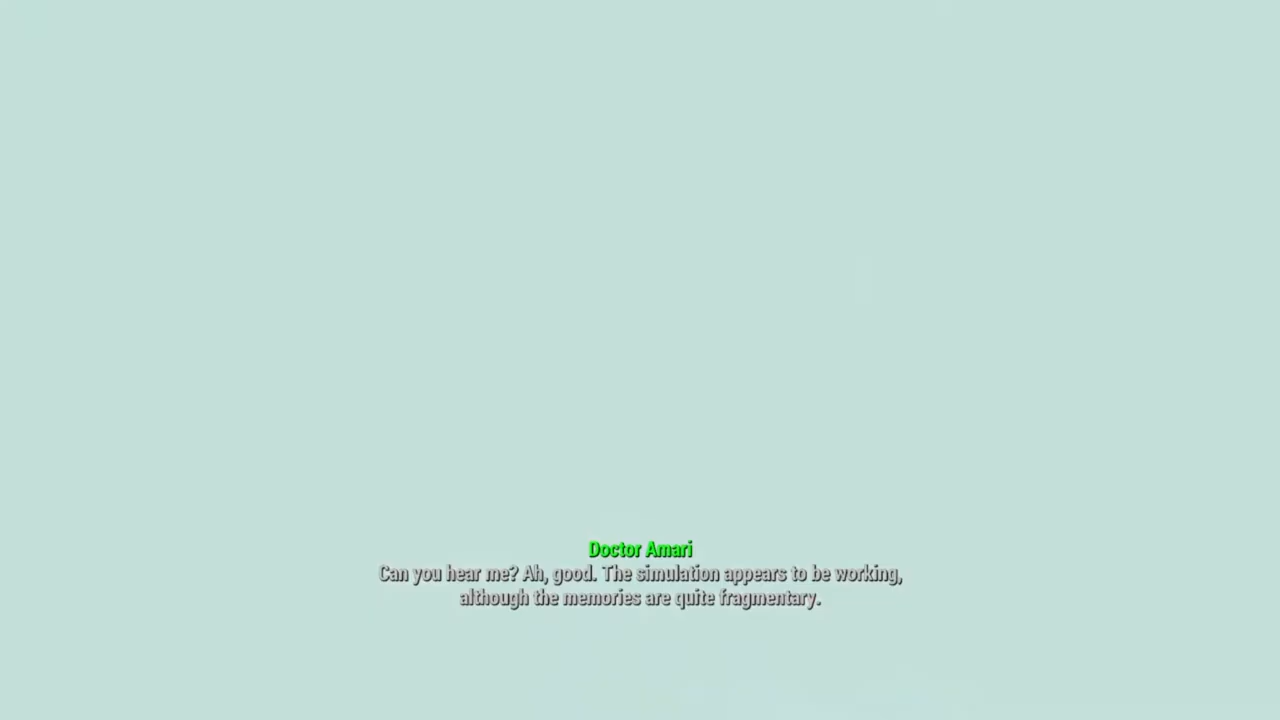 Doctor Amari
Can you hear me? Ah, good. The simulation appears to be working,
although the memories are quite fragmentary.